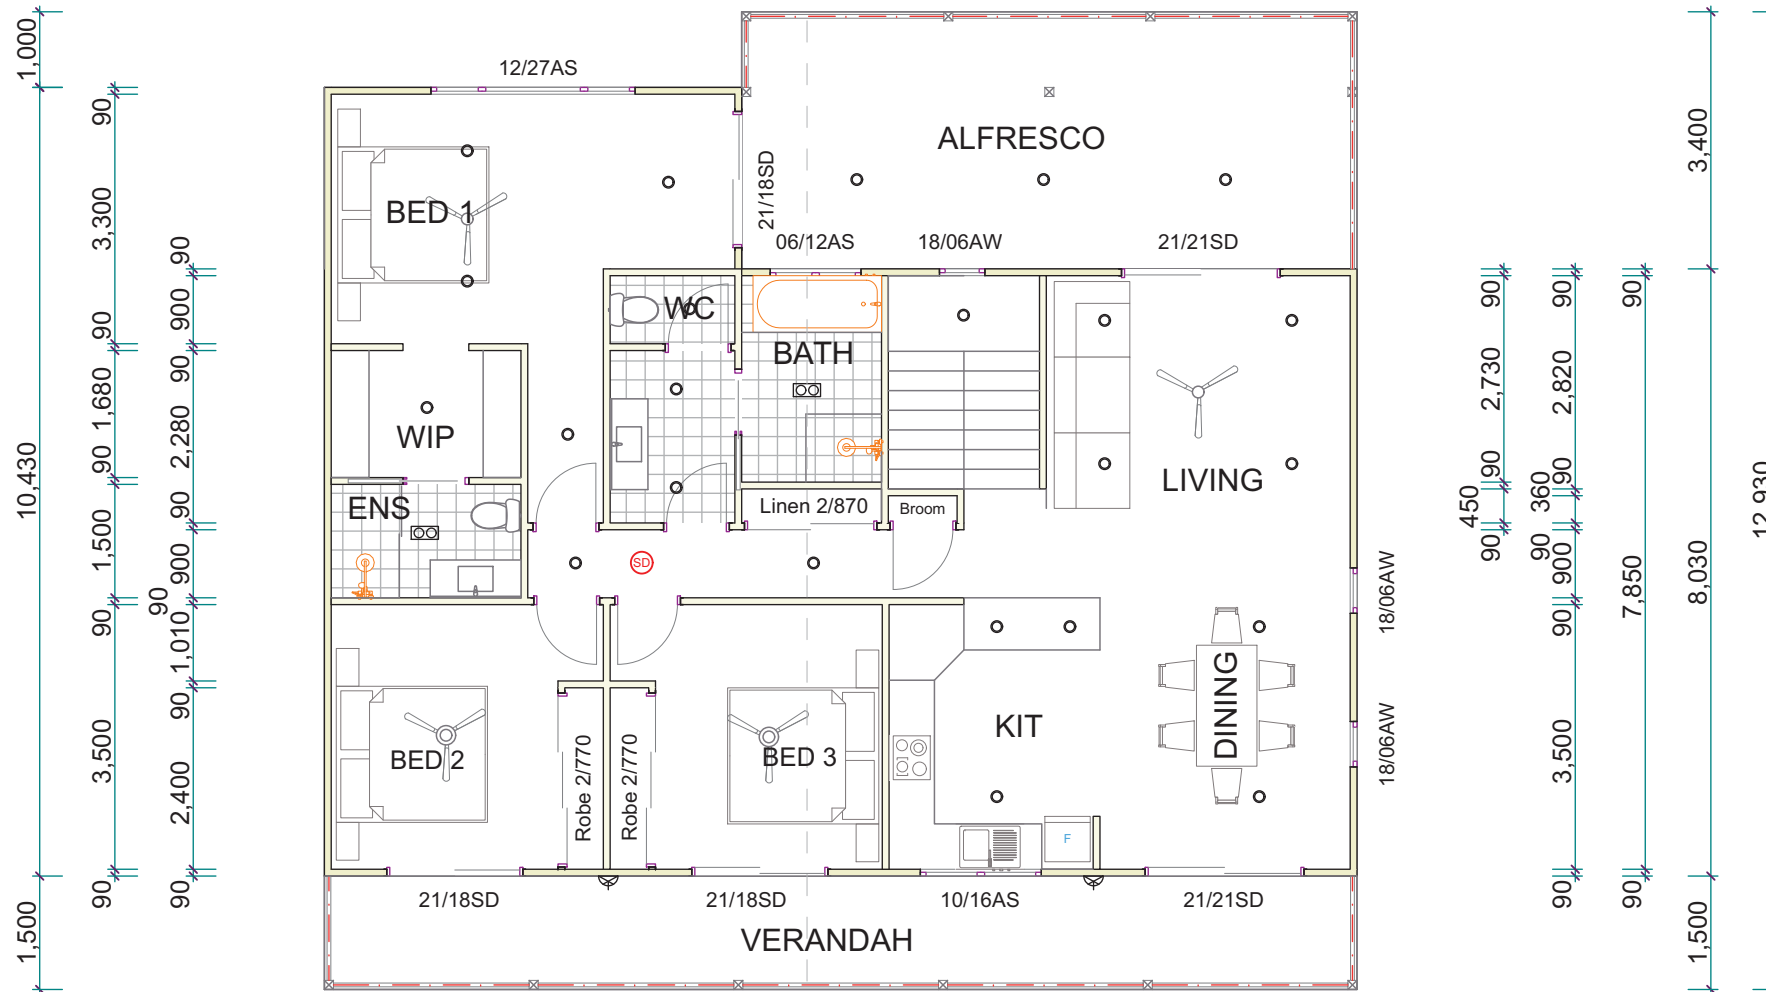 12/27AS
ALFRESCO
BED 1
21/18SD
06/12AS
18/06AW
21/21SD
WC
BATH
WIP
LIVING
ENS
Linen 2/870
Broom
SD
18/06AW
KIT
DINING
18/06AW
BED 2
Robe 2/770
Robe 2/770
BED 3
F
21/18SD
21/18SD
10/16AS
21/21SD
VERANDAH
1,000
10,430
1,500
90
3,300
90
1,680
90
1,500
90
3,500
90
90
900
90
2,280
90
900
90
1,010
90
2,400
90
90
2,730
90
450
90
90
2,820
90
360
90
900
90
3,500
90
90
7,850
90
3,400
8,030
1,500
12,930